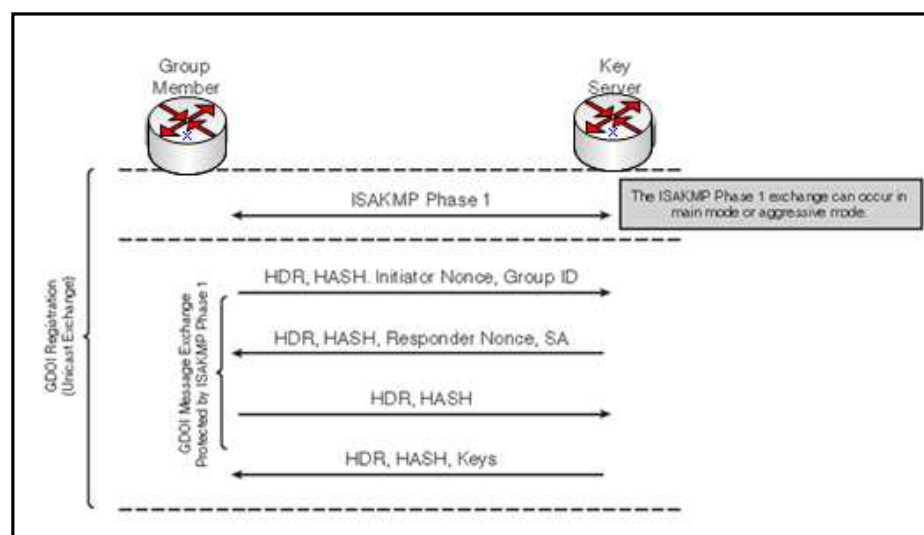 Group
Member
Key
Server
ISAKMP Phase 1
The ISAKMP Phase 1 exchange can occur in
main mode or aggressive mode.
GDOI Registration
(Unicast Exchange)
GDOI Message Exchange
Protected by ISAKMP Phase 1
HDR, HASH. Initiator Nonce, Group ID
HDR, HASH, Responder Nonce, SA
HDR, HASH
HDR, HASH, Keys